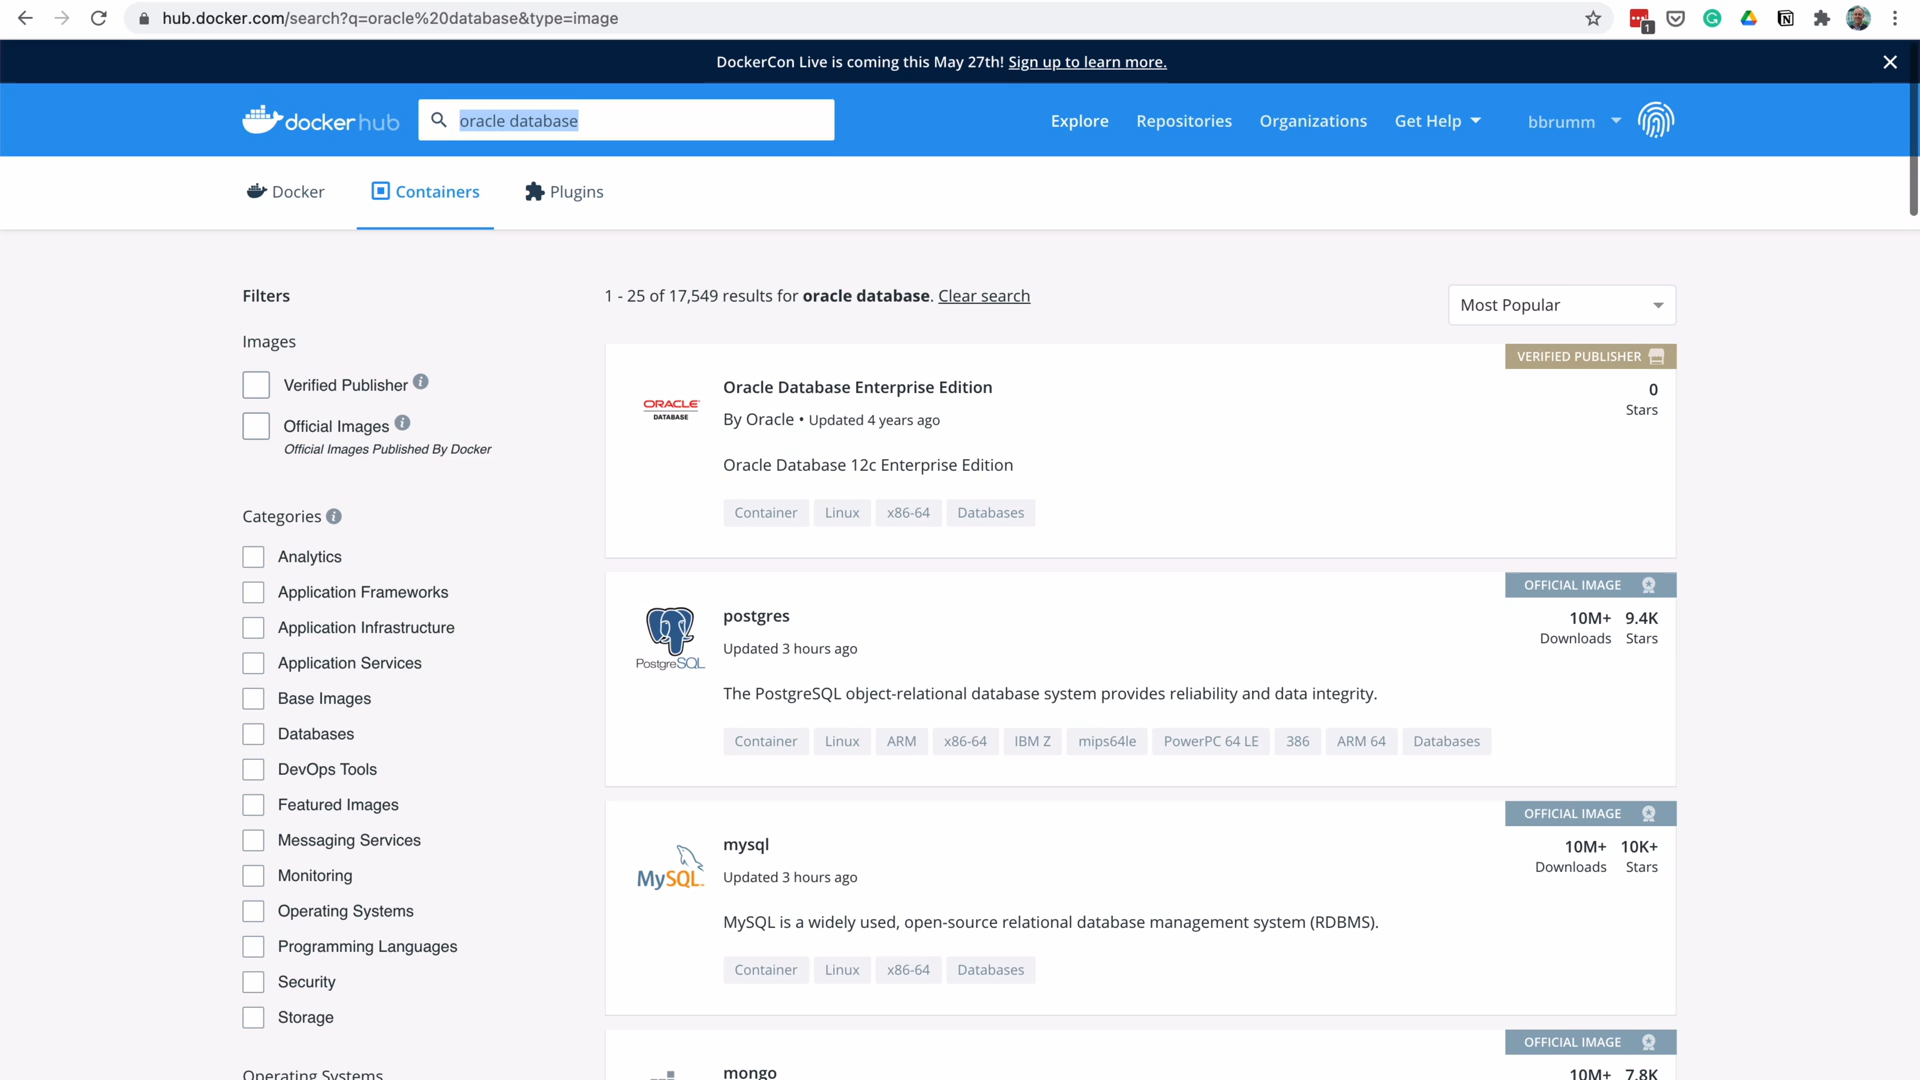 hub.docker.com/search?q=oracle%20database&type=image
1
DockerCon Live is coming this May 27th! Sign up to learn more.
docker hub
oracle database
Explore
Repositories
Organizations
Get Help
bbrumm
Docker
Containers
Plugins
Filters
Images
Verified Publisher
Official Images
Official Images Published By Docker
Categories
Analytics
Application Frameworks
Application Infrastructure
Application Services
Base Images
Databases
DevOps Tools
Featured Images
Messaging Services
Monitoring
Operating Systems
Programming Languages
Security
Storage
Operating Systems
1 - 25 of 17,549 results for oracle database. Clear search
Most Popular
VERIFIED PUBLISHER
ORACLE
DATABASE
Oracle Database Enterprise Edition
By Oracle • Updated 4 years ago
Oracle Database 12c Enterprise Edition
Container Linux x86-64 Databases
0
Stars
OFFICIAL IMAGE
PostgreSQL
postgres
Updated 3 hours ago
The PostgreSQL object-relational database system provides reliability and data integrity.
Container Linux ARM x86-64 IBM Z mips64le PowerPC 64 LE 386 ARM 64 Databases
10M+ 9.4K
Downloads Stars
OFFICIAL IMAGE
MySQL
mysql
Updated 3 hours ago
MySQL is a widely used, open-source relational database management system (RDBMS).
Container Linux x86-64 Databases
10M+ 10K+
Downloads Stars
OFFICIAL IMAGE
mongo
10M+ 7.8K